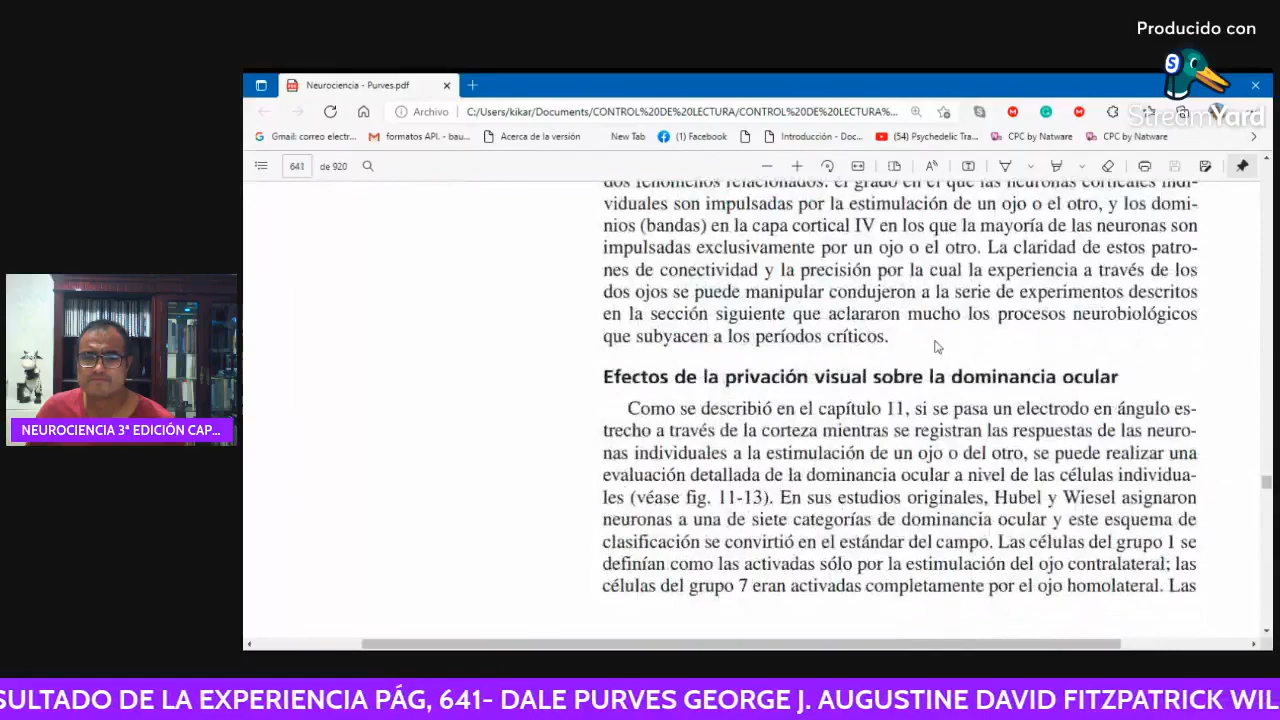 Producido con
StreamYard
Neurociencia - Purves.pdf
Archivo
C:/Users/kikar/Documents/CONTROL%20DE%20LECTURA/CONTROL%20DE%20LECTURA%...
Gmail: correo electr...
formatos API. - bau...
Acerca de la versión
New Tab
(1) Facebook
Introducción - Doc...
(54) Psychedelic Tra...
CPC by Natware
CPC by Natware
641
de 920
dos fenómenos relacionados: el grado en el que las neuronas corticales indi-
viduales son impulsadas por la estimulación de un ojo o el otro, y los domi-
nios (bandas) en la capa cortical IV en los que la mayoría de las neuronas son
impulsadas exclusivamente por un ojo o el otro. La claridad de estos patro-
nes de conectividad y la precisión por la cual la experiencia a través de los
dos ojos se puede manipular condujeron a la serie de experimentos descritos
en la sección siguiente que aclararon mucho los procesos neurobiológicos
que subyacen a los períodos críticos.
Efectos de la privación visual sobre la dominancia ocular
Como se describió en el capítulo 11, si se pasa un electrodo en ángulo es-
trecho a través de la corteza mientras se registran las respuestas de las neuro-
nas individuales a la estimulación de un ojo o del otro, se puede realizar una
evaluación detallada de la dominancia ocular a nivel de las células individua-
les (véase fig. 11-13). En sus estudios originales, Hubel y Wiesel asignaron
neuronas a una de siete categorías de dominancia ocular y este esquema de
clasificación se convirtió en el estándar del campo. Las células del grupo 1 se
definían como las activadas sólo por la estimulación del ojo contralateral; las
células del grupo 7 eran activadas completamente por el ojo homolateral. Las
NEUROCIENCIA 3ª EDICIÓN CAP...
SULTADO DE LA EXPERIENCIA PÁG, 641- DALE PURVES GEORGE J. AUGUSTINE DAVID FITZPATRICK WIL